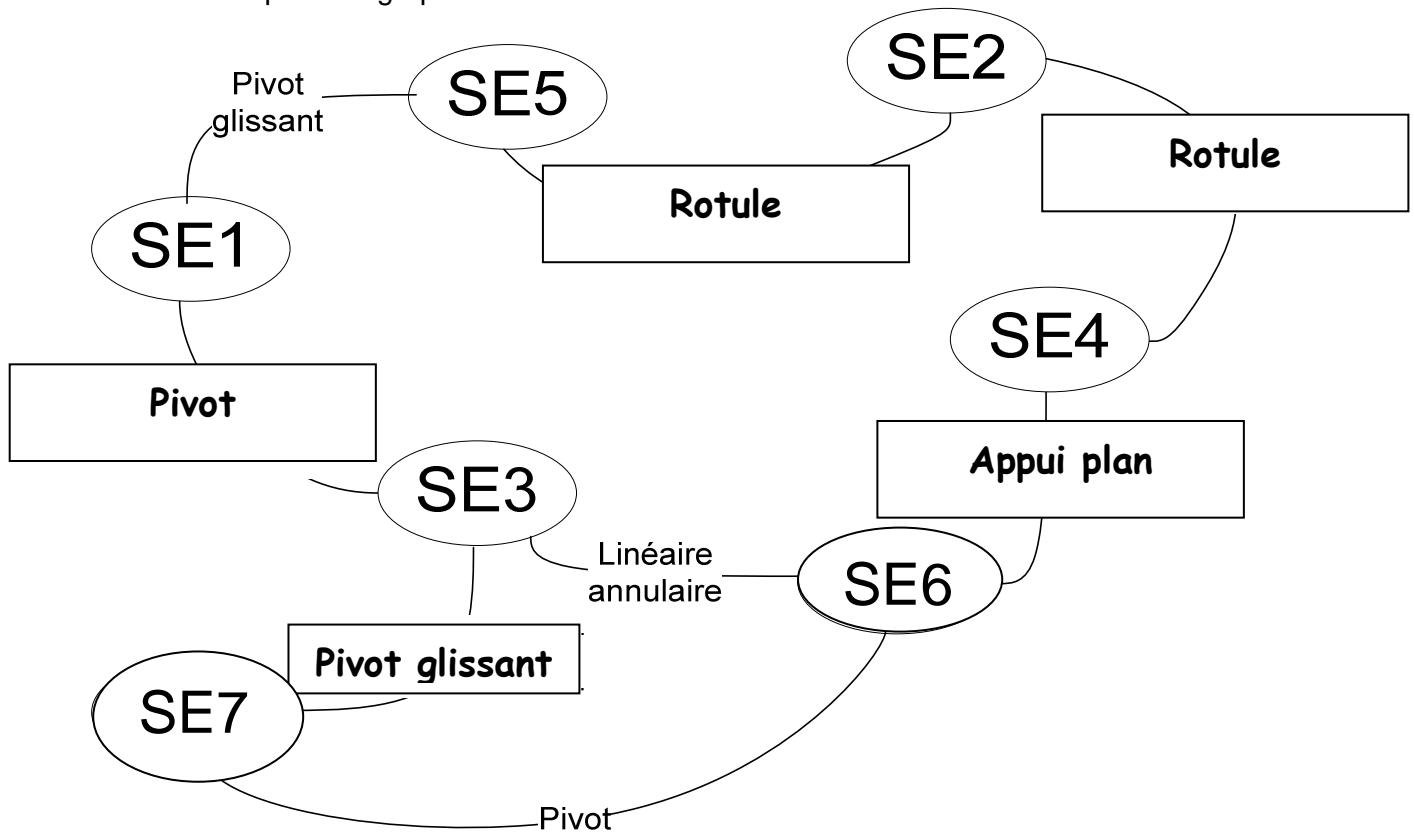 SE2
Pivot
glissant
SE5
Rotule
Rotule
SE1
SE4
Pivot
Appui plan
SE3
Linéaire
annulaire
SE6
Pivot glissant
SE7
Pivot